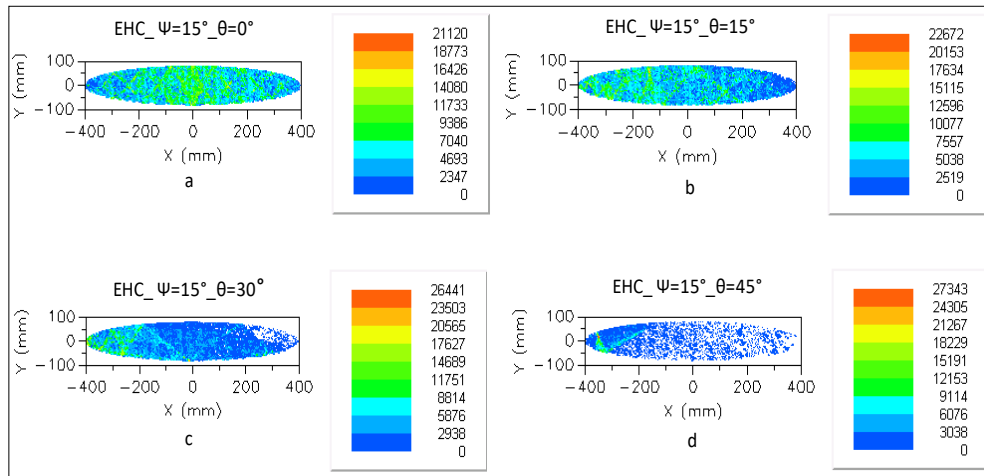 EHC_ Ψ=15°_θ=0°
Y (mm)
100
0
−100
−400 −200 0 200 400
X (mm)
a
21120
18773
16426
14080
11733
9386
7040
4693
2347
0
EHC_ Ψ=15°_θ=15°
Y (mm)
100
0
−100
−400 −200 0 200 400
X (mm)
b
22672
20153
17634
15115
12596
10077
7557
5038
2519
0
EHC_ Ψ=15°_θ=30°
Y (mm)
100
0
−100
−400 −200 0 200 400
X (mm)
c
26441
23503
20565
17627
14689
11751
8814
5876
2938
0
EHC_ Ψ=15°_θ=45°
Y (mm)
100
0
−100
−400 −200 0 200 400
X (mm)
d
27343
24305
21267
18229
15191
12153
9114
6076
3038
0